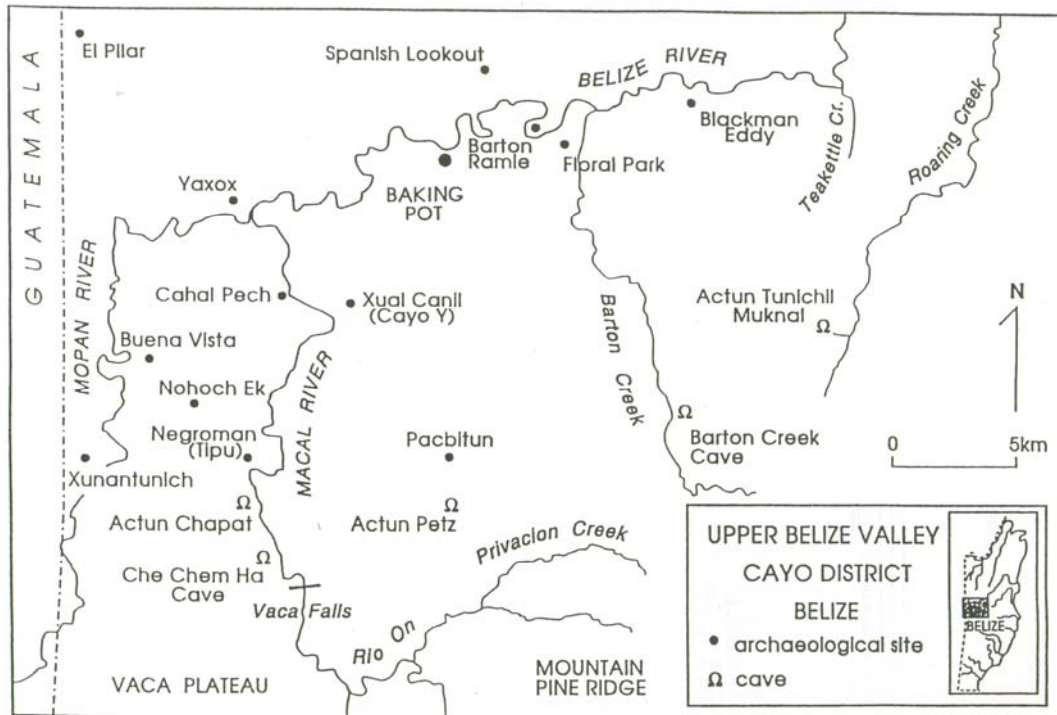 GUATEMALA
El Pilar
Spanish Lookout
BELIZE RIVER
Blackman
Eddy
Teakettle Cr.
Roaring Creek
Barton
Ramie
Floral Park
Yaxox
BAKING
POT
MOPAN RIVER
Cahal Pech
Xual Canil
(Cayo Y)
Actun Tunichil
Muknal
N
Buena Vista
MACAL RIVER
Barton Creek
Nohoch Ek
Negroman
(Tipu)
Pacbitun
Barton Creek
Cave
0 5km
Xunantunich
Actun Chapat
Actun Petz
Privacion Creek
Che Chem Ha
Cave
Vaca Falls
Rio On
VACA PLATEAU
MOUNTAIN
PINE RIDGE
UPPER BELIZE VALLEY
CAYO DISTRICT
BELIZE
archaeological site
Ω cave
BELIZE